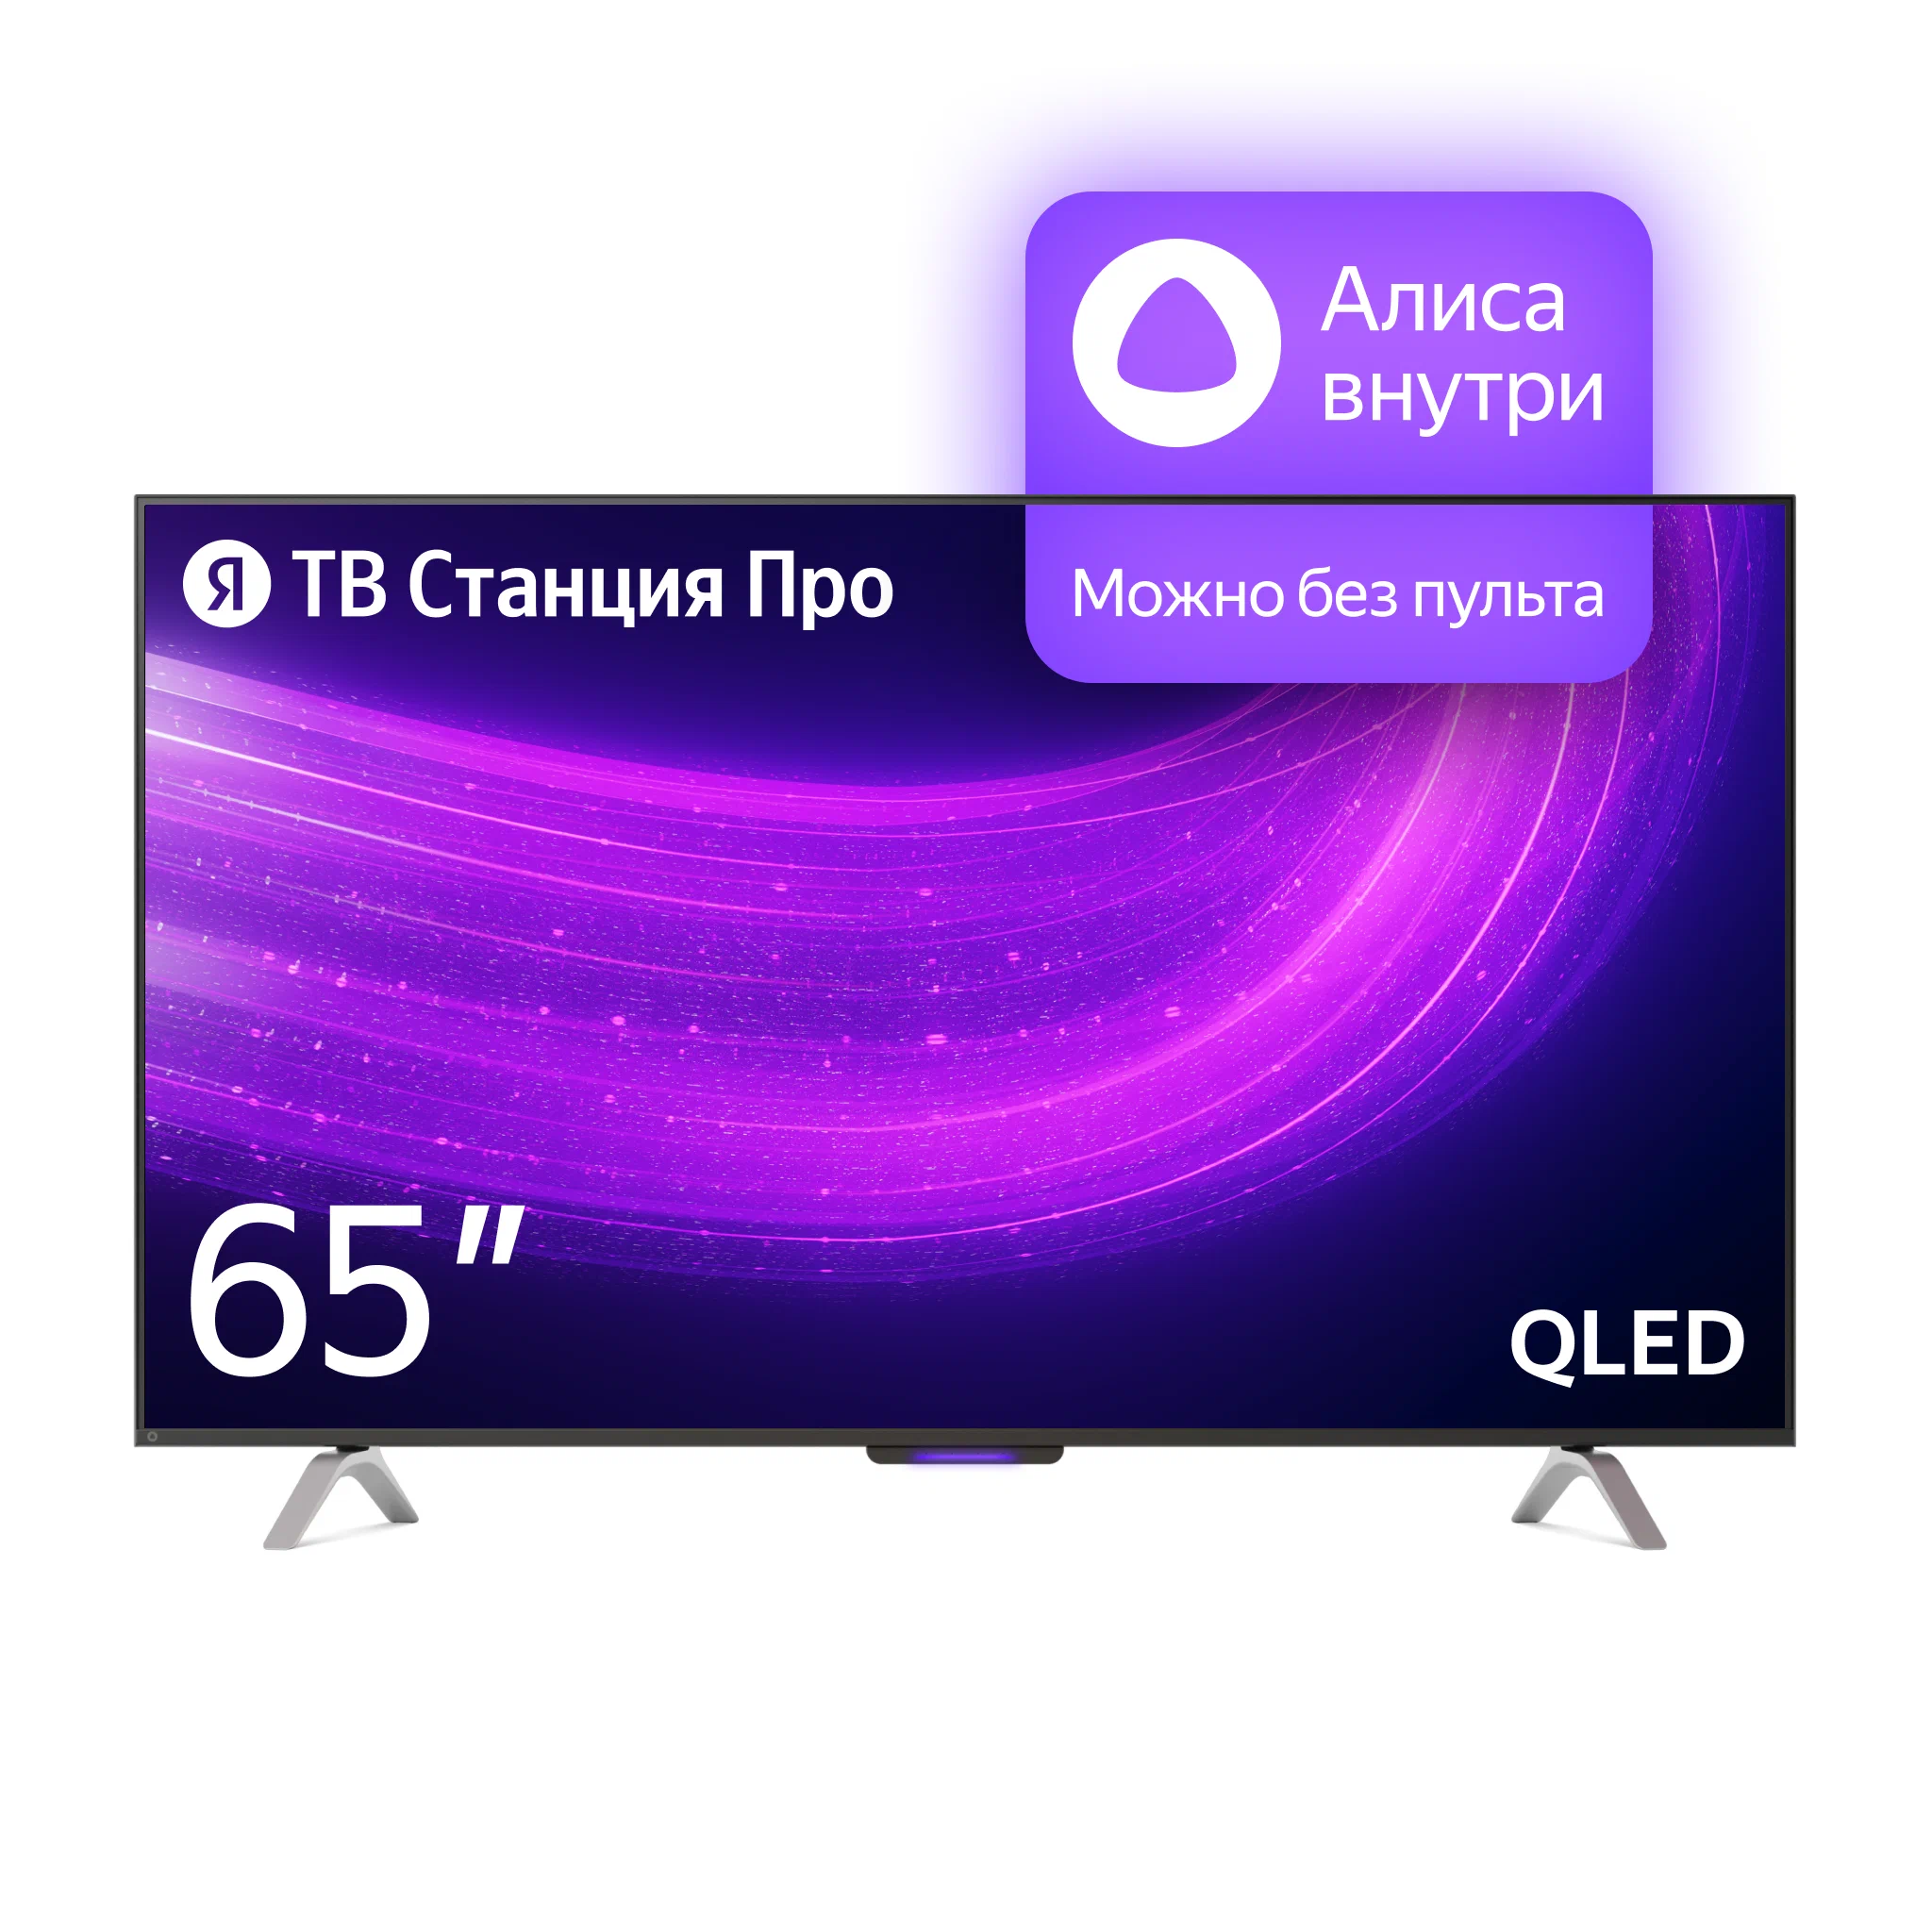 Алиса
внутри
Я ТВ Станция Про
Можно без пульта
65″
QLED